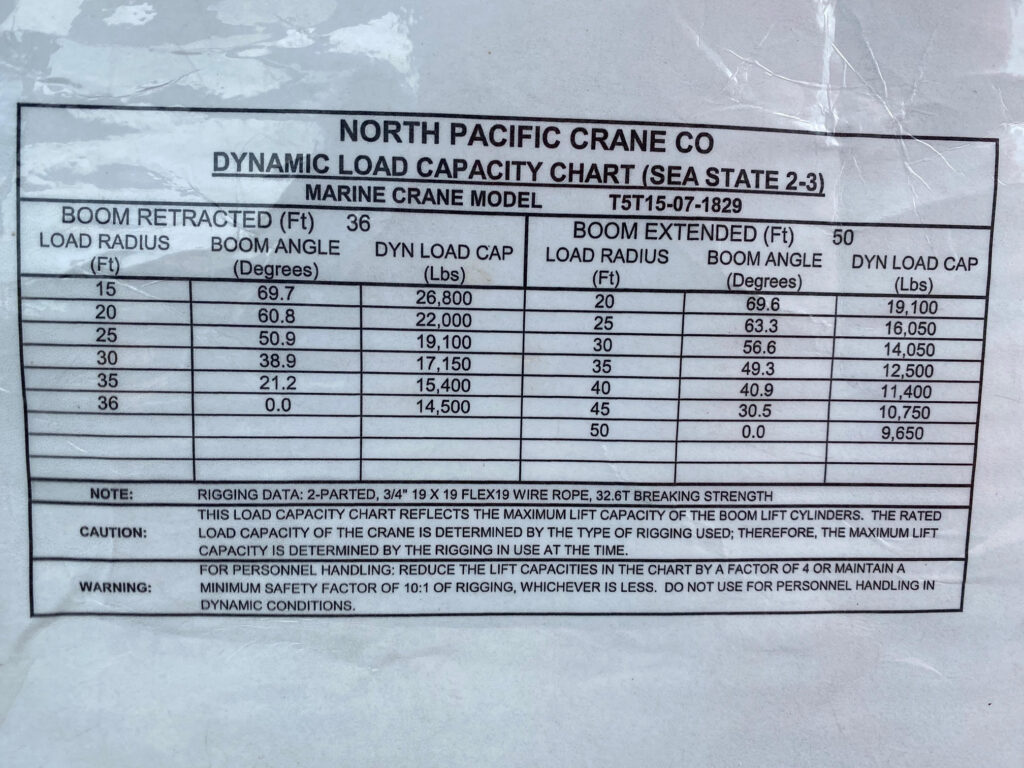 NORTH PACIFIC CRANE CO
DYNAMIC LOAD CAPACITY CHART (SEA STATE 2-3)
MARINE CRANE MODEL T5T15-07-1829
BOOM RETRACTED (Ft) 36 BOOM EXTENDED (Ft) 50
LOAD RADIUS BOOM ANGLE DYN LOAD CAP LOAD RADIUS BOOM ANGLE DYN LOAD CAP
(Ft) (Degrees) (Lbs) (Ft) (Degrees) (Lbs)
15 69.7 26,800 20 69.6 19,100
20 60.8 22,000 25 63.3 16,050
25 50.9 19,100 30 56.6 14,050
30 38.9 17,150 35 49.3 12,500
35 21.2 15,400 40 40.9 11,400
36 0.0 14,500 45 30.5 10,750
50 0.0 9,650
NOTE: RIGGING DATA: 2-PARTED, 3/4" 19 X 19 FLEX19 WIRE ROPE, 32.6T BREAKING STRENGTH
THIS LOAD CAPACITY CHART REFLECTS THE MAXIMUM LIFT CAPACITY OF THE BOOM LIFT CYLINDERS. THE RATED
CAUTION: LOAD CAPACITY OF THE CRANE IS DETERMINED BY THE TYPE OF RIGGING USED; THEREFORE, THE MAXIMUM LIFT
CAPACITY IS DETERMINED BY THE RIGGING IN USE AT THE TIME.
FOR PERSONNEL HANDLING: REDUCE THE LIFT CAPACITIES IN THE CHART BY A FACTOR OF 4 OR MAINTAIN A
WARNING: MINIMUM SAFETY FACTOR OF 10:1 OF RIGGING, WHICHEVER IS LESS. DO NOT USE FOR PERSONNEL HANDLING IN
DYNAMIC CONDITIONS.